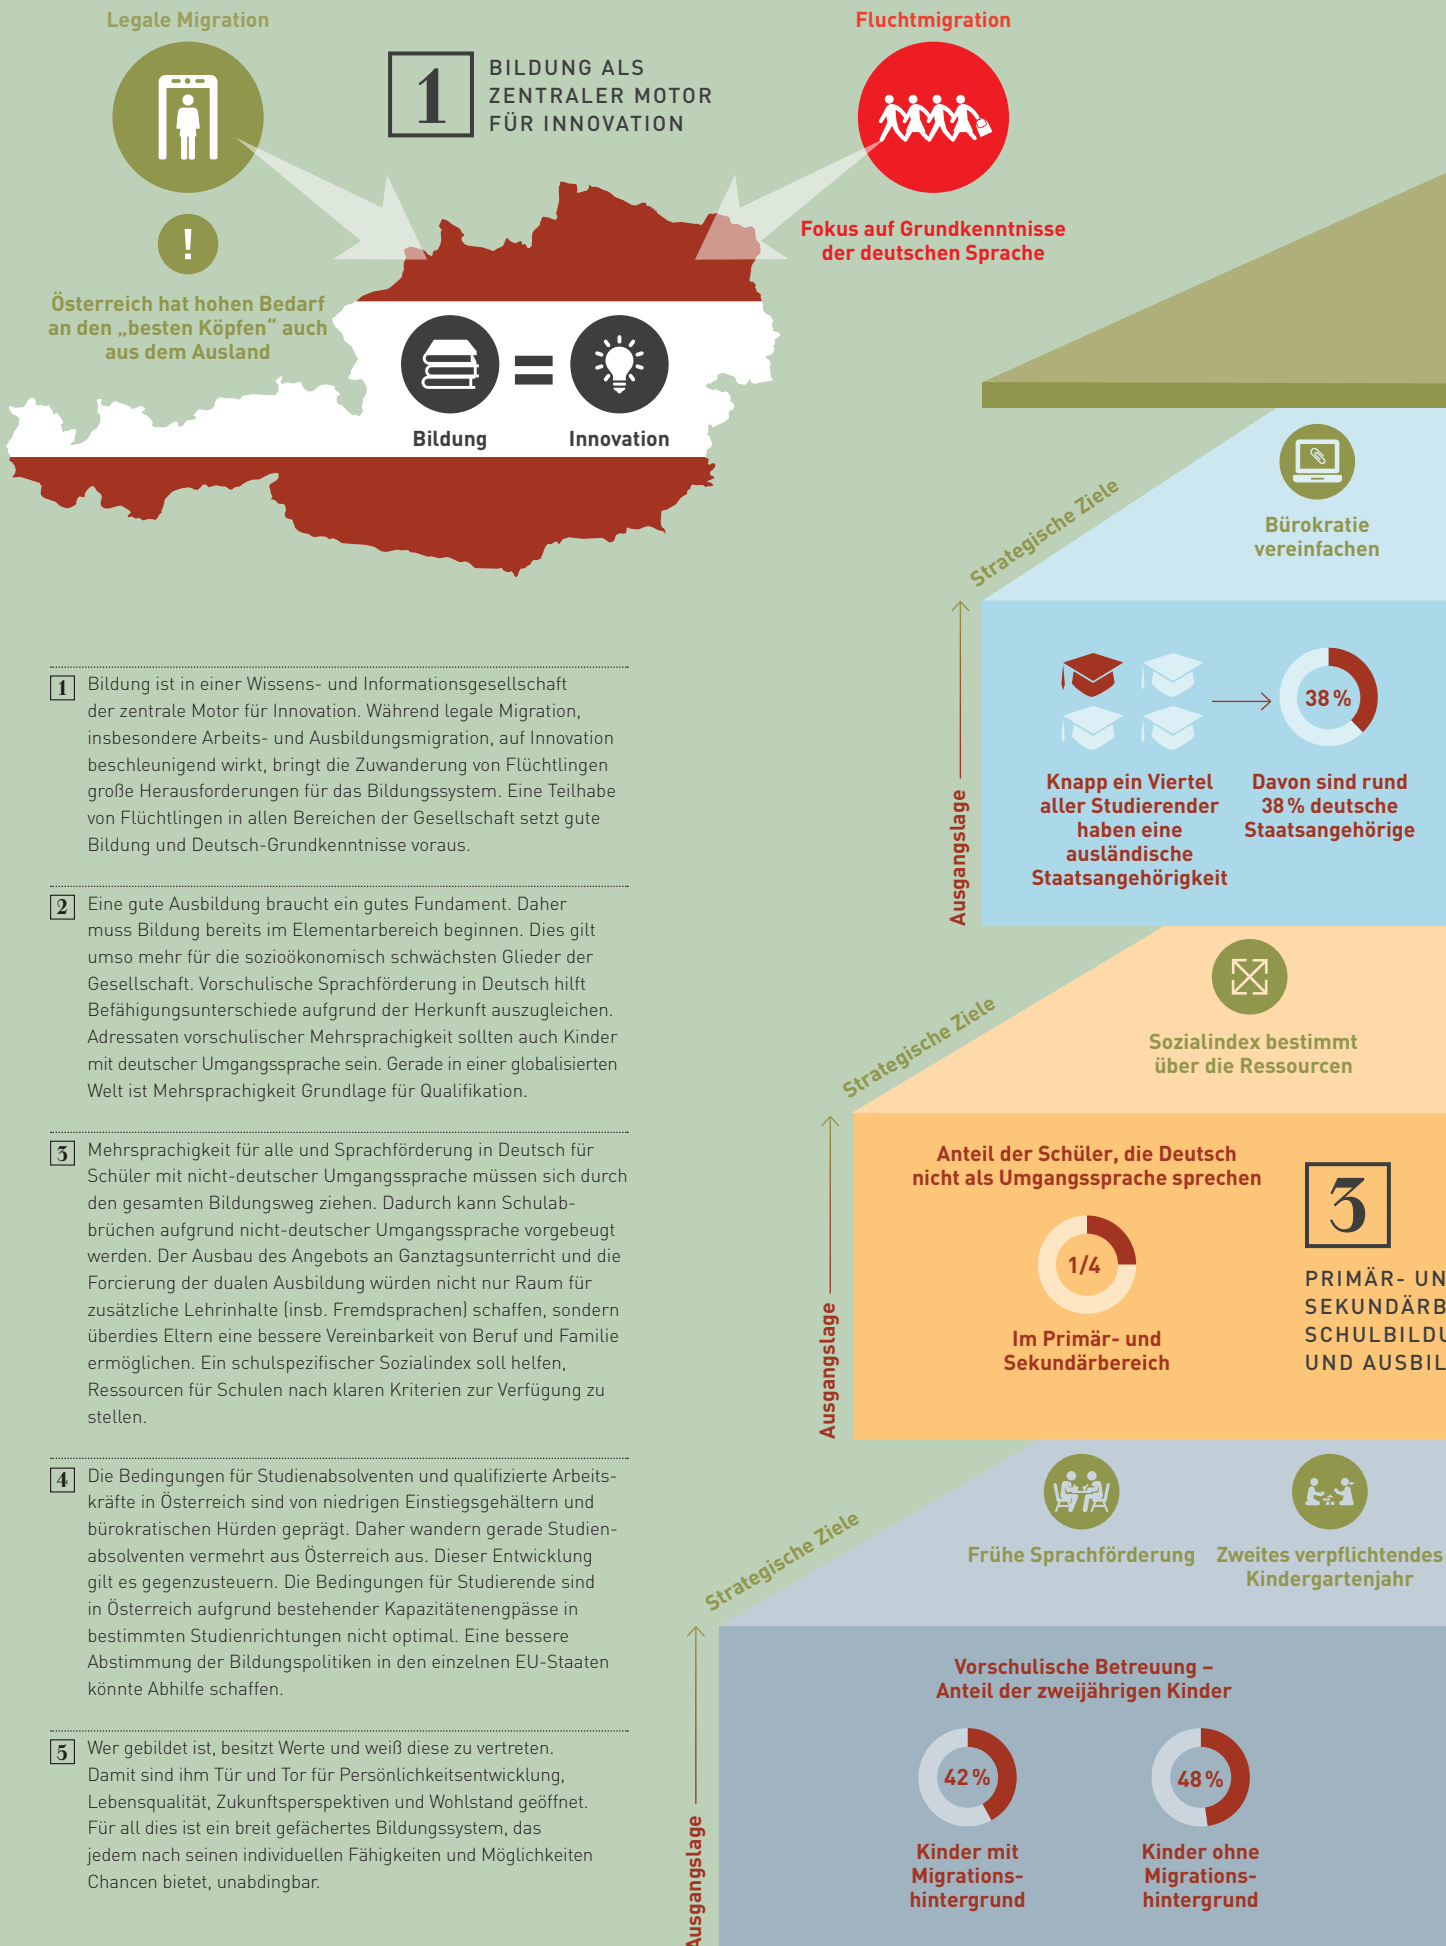 Legale Migration
1
BILDUNG ALS
ZENTRALER MOTOR
FÜR INNOVATION
Fluchtmigration
!
Österreich hat hohen Bedarf
an den „besten Köpfen“ auch
aus dem Ausland
Fokus auf Grundkenntnisse
der deutschen Sprache
=
Bildung
Innovation
1 Bildung ist in einer Wissens- und Informationsgesellschaft
der zentrale Motor für Innovation. Während legale Migration,
insbesondere Arbeits- und Ausbildungsmigration, auf Innovation
beschleunigend wirkt, bringt die Zuwanderung von Flüchtlingen
große Herausforderungen für das Bildungssystem. Eine Teilhabe
von Flüchtlingen in allen Bereichen der Gesellschaft setzt gute
Bildung und Deutsch-Grundkenntnisse voraus.
2 Eine gute Ausbildung braucht ein gutes Fundament. Daher
muss Bildung bereits im Elementarbereich beginnen. Dies gilt
umso mehr für die sozioökonomisch schwächsten Glieder der
Gesellschaft. Vorschulische Sprachförderung in Deutsch hilft
Befähigungsunterschiede aufgrund der Herkunft auszugleichen.
Adressaten vorschulischer Mehrsprachigkeit sollten auch Kinder
mit deutscher Umgangssprache sein. Gerade in einer globalisierten
Welt ist Mehrsprachigkeit Grundlage für Qualifikation.
3 Mehrsprachigkeit für alle und Sprachförderung in Deutsch für
Schüler mit nicht-deutscher Umgangssprache müssen sich durch
den gesamten Bildungsweg ziehen. Dadurch kann Schulab-
brüchen aufgrund nicht-deutscher Umgangssprache vorgebeugt
werden. Der Ausbau des Angebots an Ganztagsunterricht und die
Forcierung der dualen Ausbildung würden nicht nur Raum für
zusätzliche Lehrinhalte (insb. Fremdsprachen) schaffen, sondern
überdies Eltern eine bessere Vereinbarkeit von Beruf und Familie
ermöglichen. Ein schulspezifischer Sozialindex soll helfen,
Ressourcen für Schulen nach klaren Kriterien zur Verfügung zu
stellen.
4 Die Bedingungen für Studienabsolventen und qualifizierte Arbeits-
kräfte in Österreich sind von niedrigen Einstiegsgehältern und
bürokratischen Hürden geprägt. Daher wandern gerade Studien-
absolventen vermehrt aus Österreich aus. Dieser Entwicklung
gilt es gegenzusteuern. Die Bedingungen für Studierende sind
in Österreich aufgrund bestehender Kapazitätenengpässe in
bestimmten Studienrichtungen nicht optimal. Eine bessere
Abstimmung der Bildungspolitiken in den einzelnen EU-Staaten
könnte Abhilfe schaffen.
5 Wer gebildet ist, besitzt Werte und weiß diese zu vertreten.
Damit sind ihm Tür und Tor für Persönlichkeitsentwicklung,
Lebensqualität, Zukunftsperspektiven und Wohlstand geöffnet.
Für all dies ist ein breit gefächertes Bildungssystem, das
jedem nach seinen individuellen Fähigkeiten und Möglichkeiten
Chancen bietet, unabdingbar.
Strategische Ziele
Bürokratie
vereinfachen
Ausgangslage
Knapp ein Viertel
aller Studierender
haben eine
ausländische
Staatsangehörigkeit
38 %
Davon sind rund
38 % deutsche
Staatsangehörige
Strategische Ziele
Sozialindex bestimmt
über die Ressourcen
Ausgangslage
Anteil der Schüler, die Deutsch
nicht als Umgangssprache sprechen
1/4
Im Primär- und
Sekundärbereich
3
PRIMÄR- UN
SEKUNDÄRB
SCHULBILDU
UND AUSBIL
Strategische Ziele
Frühe Sprachförderung
Zweites verpflichtendes
Kindergartenjahr
Ausgangslage
Vorschulische Betreuung –
Anteil der zweijährigen Kinder
42 %
Kinder mit
Migrations-
hintergrund
48 %
Kinder ohne
Migrations-
hintergrund